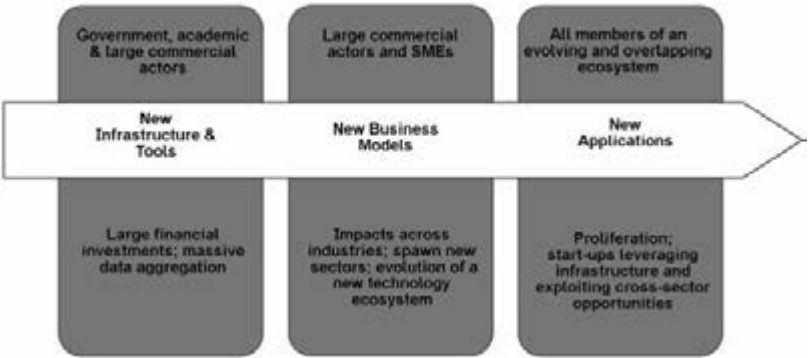 Government, academic
& large commercial
actors
Large commercial
actors and SMEs
All members of an
evolving and overlapping
ecosystem
New
Infrastructure &
Tools
New Business
Models
New
Applications
Large financial
investments; massive
data aggregation
Impacts across
industries; spawn new
sectors; evolution of a
new technology
ecosystem
Proliferation;
start-ups leveraging
infrastructure and
exploiting cross-sector
opportunities